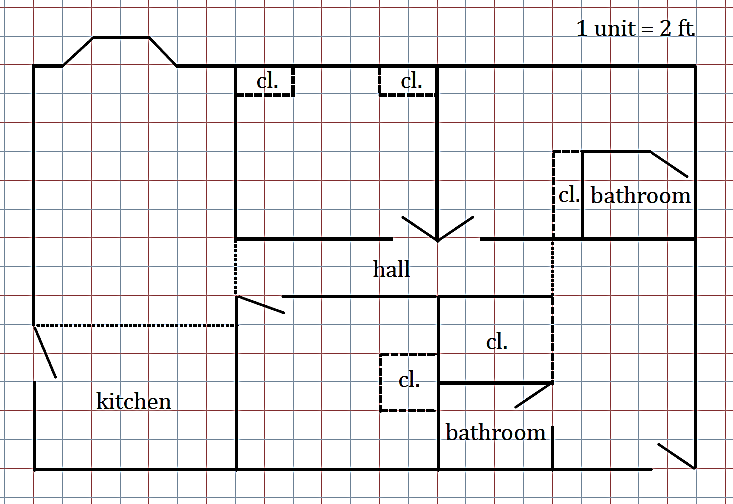 1 unit = 2 ft
cl.
cl.
cl.
bathroom
hall
cl.
cl.
kitchen
bathroom